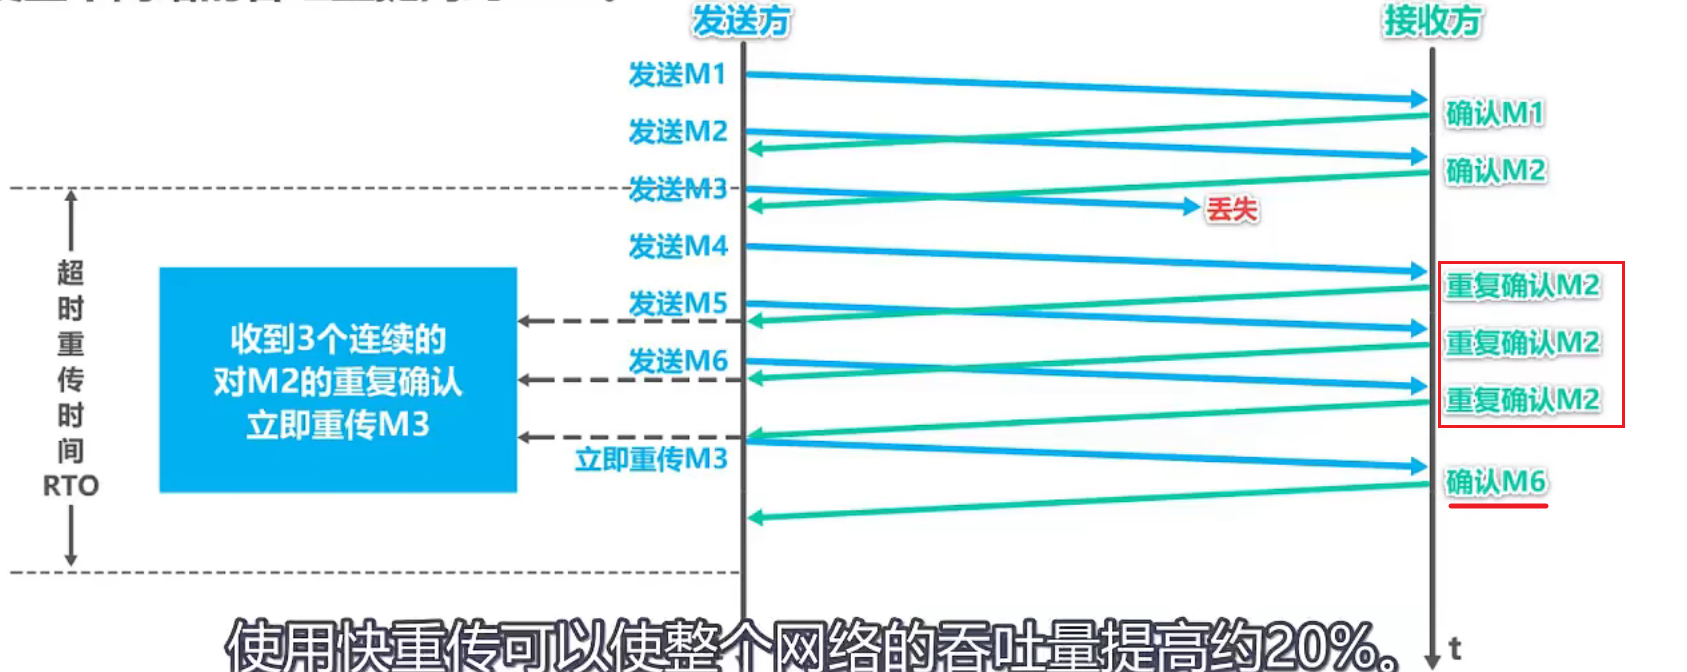 发送方
接收方
发送M1
确认M1
发送M2
确认M2
发送M3
丢失
发送M4
重复确认M2
发送M5
重复确认M2
发送M6
重复确认M2
超时重传时间
RTO
收到3个连续的
对M2的重复确认
立即重传M3
立即重传M3
确认M6
使用快重传可以使整个网络的吞吐量提高约20%。
t